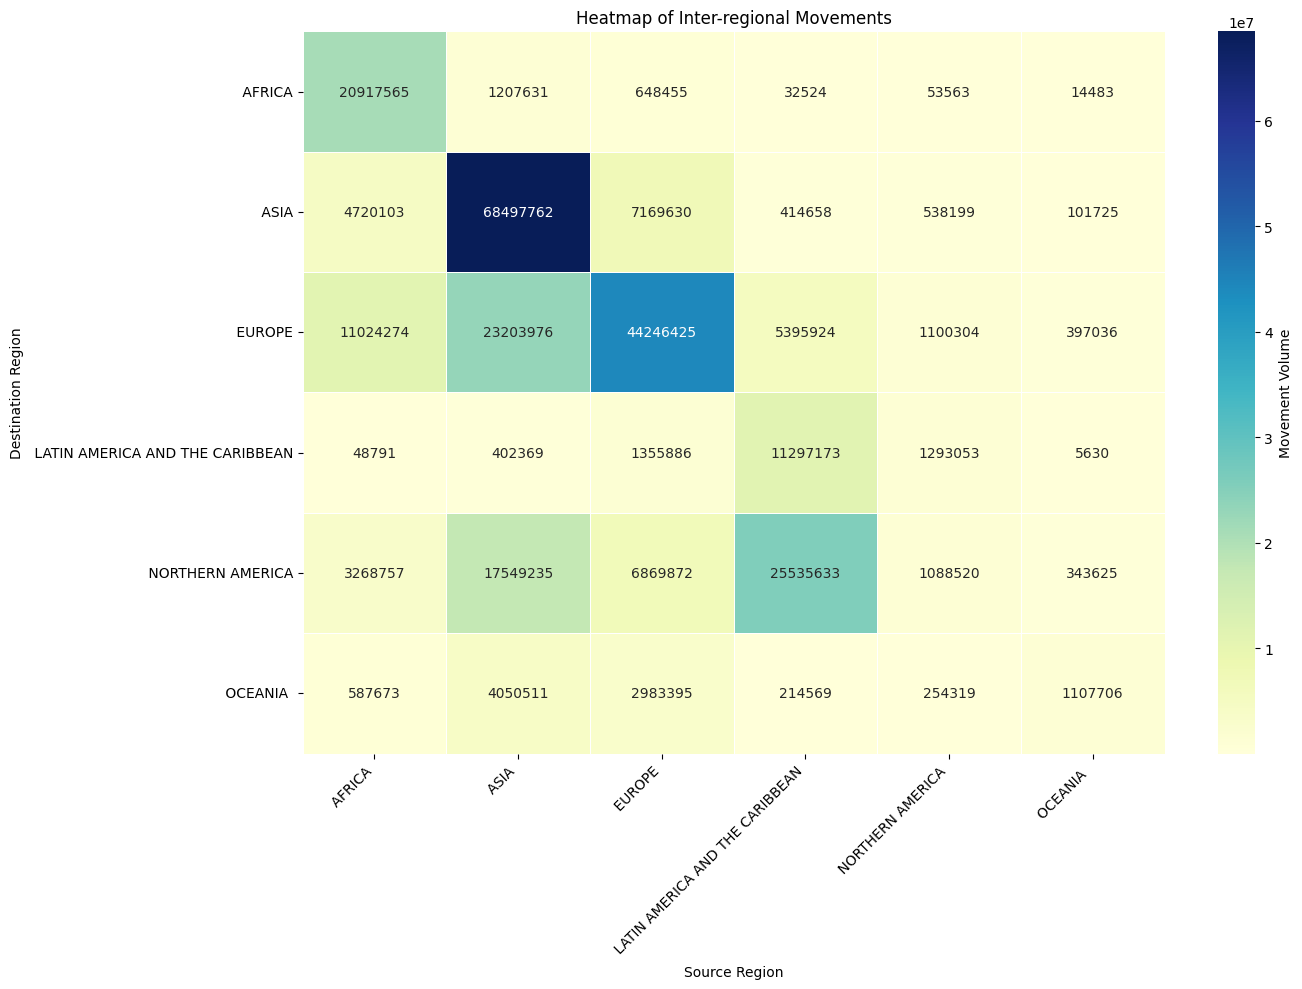 Heatmap of Inter-regional Movements
1e7
AFRICA 20917565 1207631 648455 32524 53563 14483
6
ASIA 4720103 68497762 7169630 414658 538199 101725
5
EUROPE 11024274 23203976 44246425 5395924 1100304 397036
4
Destination Region
Movement Volume
LATIN AMERICA AND THE CARIBBEAN 48791 402369 1355886 11297173 1293053 5630
3
NORTHERN AMERICA 3268757 17549235 6869872 25535633 1088520 343625
2
1
OCEANIA 587673 4050511 2983395 214569 254319 1107706
AFRICA
ASIA
EUROPE
LATIN AMERICA AND THE CARIBBEAN
NORTHERN AMERICA
OCEANIA
Source Region